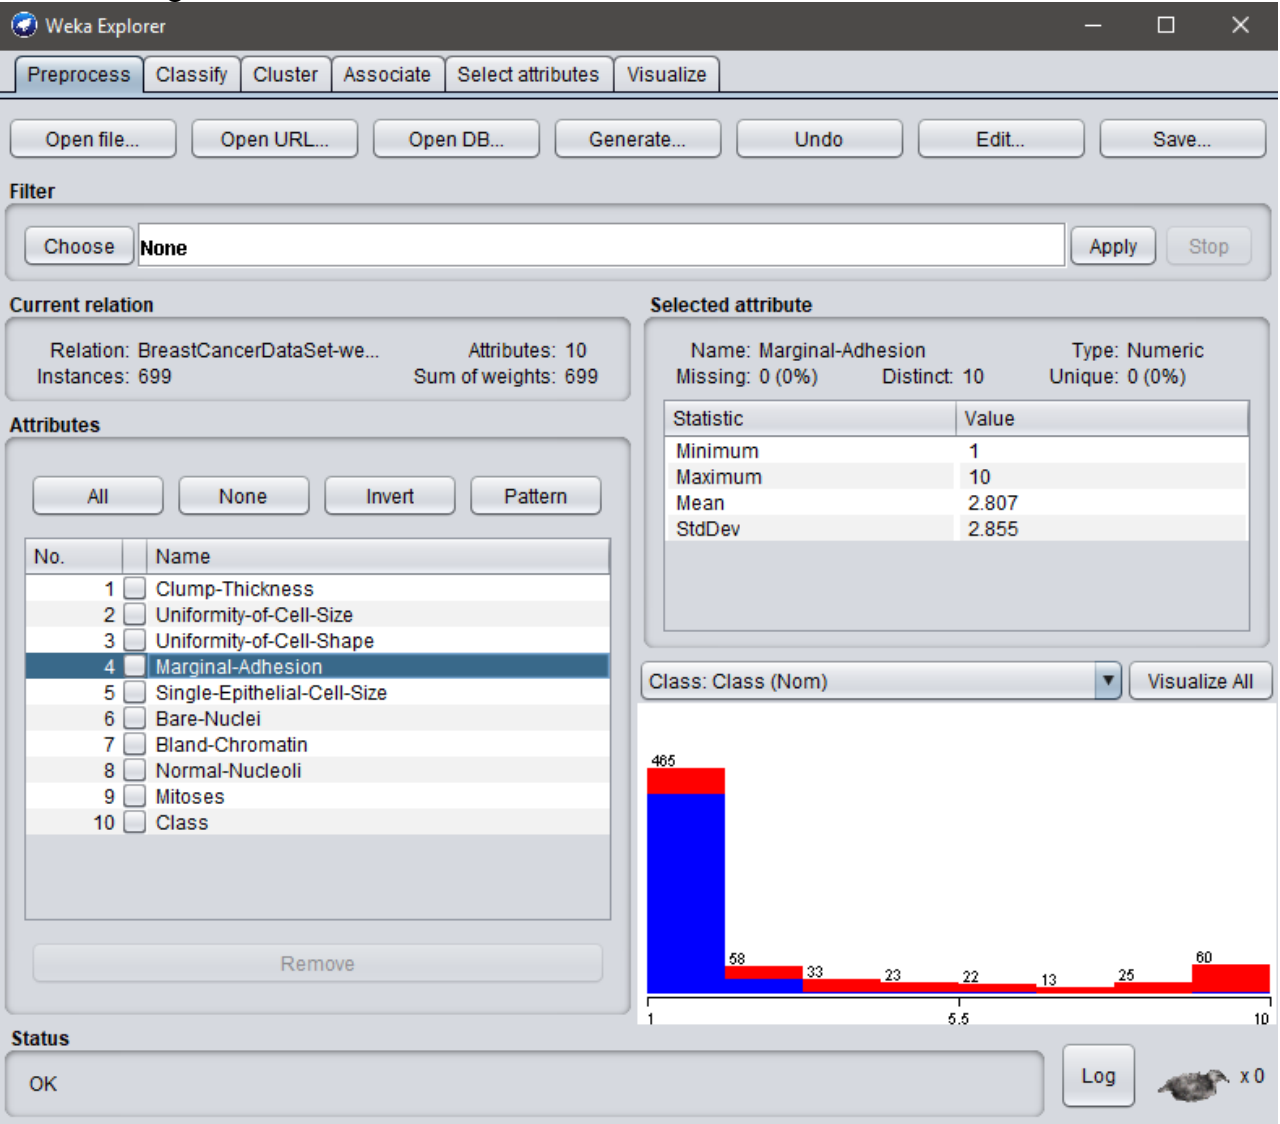 Weka Explorer
Preprocess Classify Cluster Associate Select attributes Visualize
Open file... Open URL... Open DB... Generate... Undo Edit... Save...
Filter
Choose None Apply Stop
Current relation
Relation: BreastCancerDataSet-we... Attributes: 10
Instances: 699 Sum of weights: 699
Attributes
All None Invert Pattern
No. Name
1 Clump-Thickness
2 Uniformity-of-Cell-Size
3 Uniformity-of-Cell-Shape
4 Marginal-Adhesion
5 Single-Epithelial-Cell-Size
6 Bare-Nuclei
7 Bland-Chromatin
8 Normal-Nucleoli
9 Mitoses
10 Class
Remove
Selected attribute
Name: Marginal-Adhesion Type: Numeric
Missing: 0 (0%) Distinct: 10 Unique: 0 (0%)
Statistic Value
Minimum 1
Maximum 10
Mean 2.807
StdDev 2.855
Class: Class (Nom) Visualize All
465
58 33 23 22 13 25 60
1 5.5 10
Status
OK
Log x 0